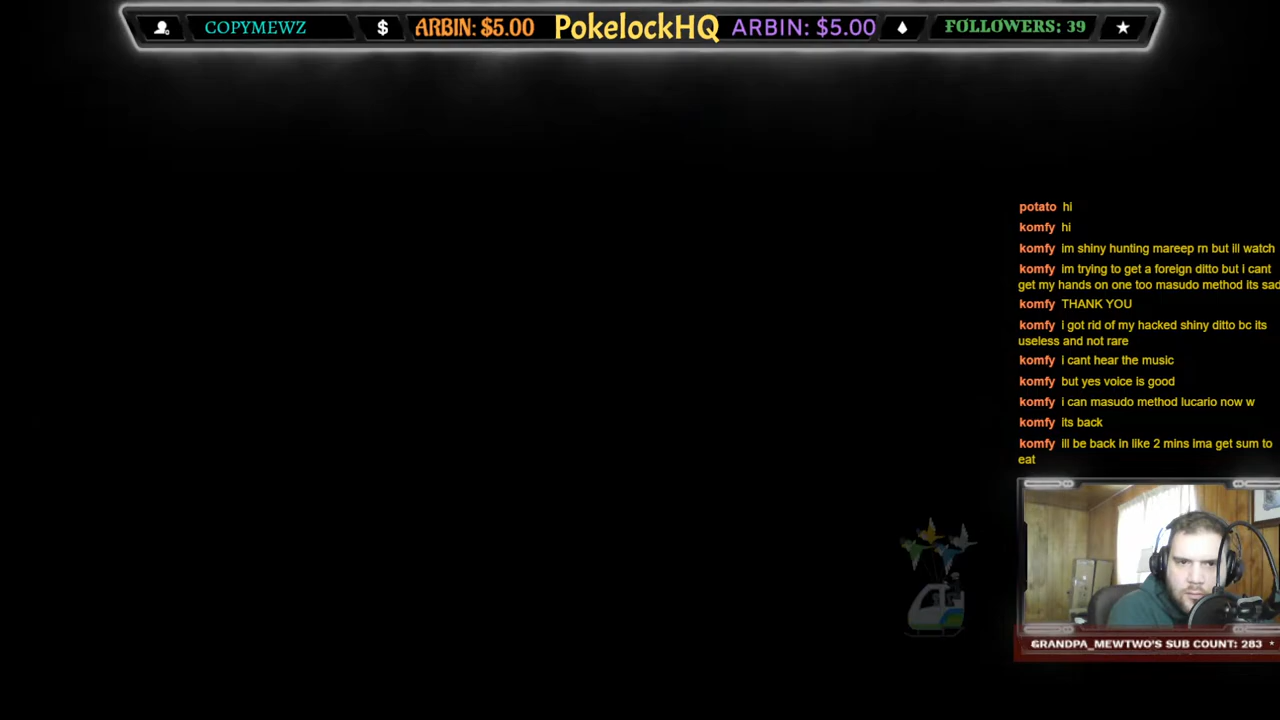 COPYMEWZ $ ARBIN: $5.00 PokelockHQ ARBIN: $5.00 FOLLOWERS: 39
potato hi
komfy hi
komfy im shiny hunting mareep rn but ill watch
komfy im trying to get a foreign ditto but i cant
get my hands on one too masudo method its sad
komfy THANK YOU
komfy i got rid of my hacked shiny ditto bc its
useless and not rare
komfy i cant hear the music
komfy but yes voice is good
komfy i can masudo method lucario now w
komfy its back
komfy ill be back in like 2 mins ima get sum to
eat
GRANDPA_MEWTWO'S SUB COUNT: 283 *